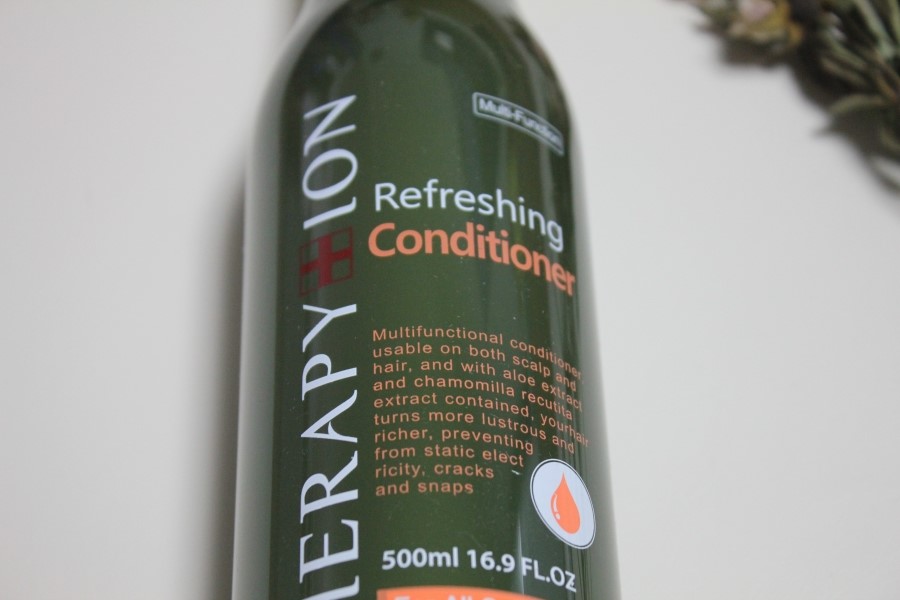 Multi-Function
ION
HERAPY
Refreshing
Conditioner
Multifunctional conditioner
usable on both scalp and
hair, and with aloe extract
and chamomilla recutita
extract contained, your hair
turns more lustrous and
richer, preventing
from static elect
ricity, cracks
and snaps
500ml 16.9 FL.OZ